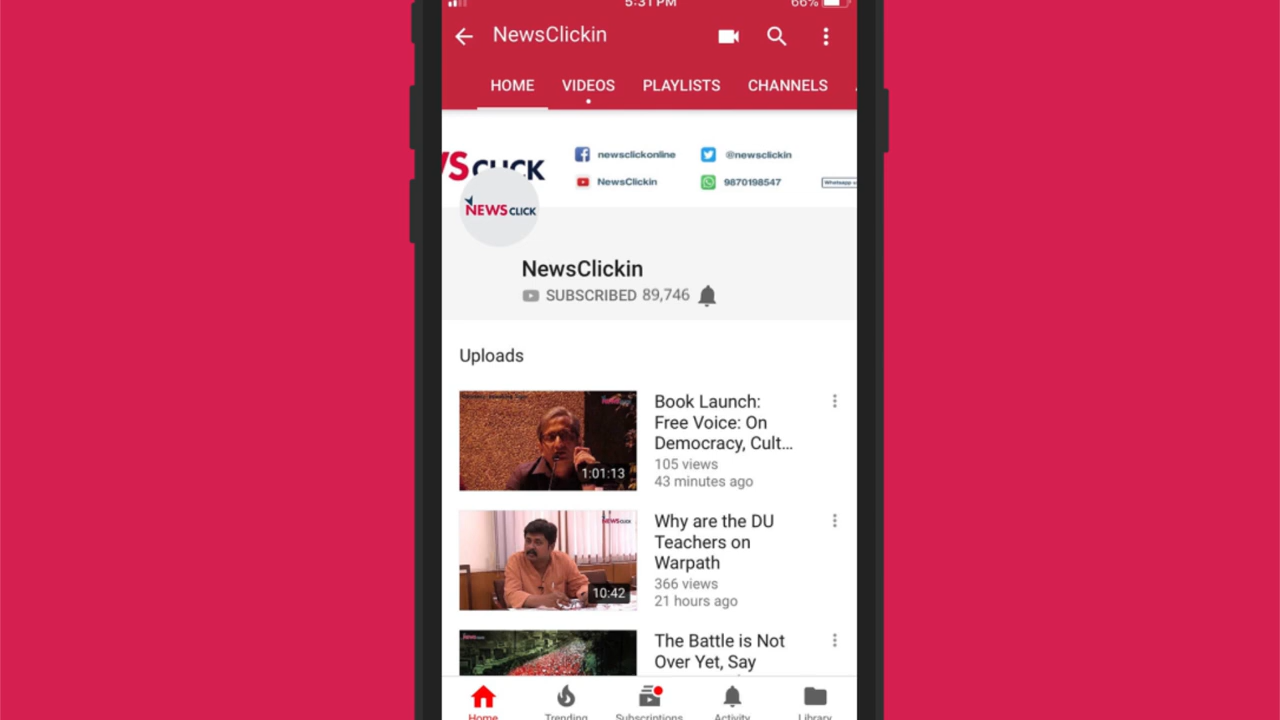 5:31 PM
66%
NewsClickin
HOME VIDEOS PLAYLISTS CHANNELS
newsclickonline @newsclickin
CLICK
NewsClickin 9870198547 Whatsapp
NEWS CLICK
NewsClickin
SUBSCRIBED 89,746
Uploads
Book Launch:
Free Voice: On
Democracy, Cult...
105 views
43 minutes ago
1:01:13
Why are the DU
Teachers on
Warpath
366 views
21 hours ago
NEWSCLICK
10:42
The Battle is Not
Over Yet, Say
Home Trending Subscriptions Activity Library